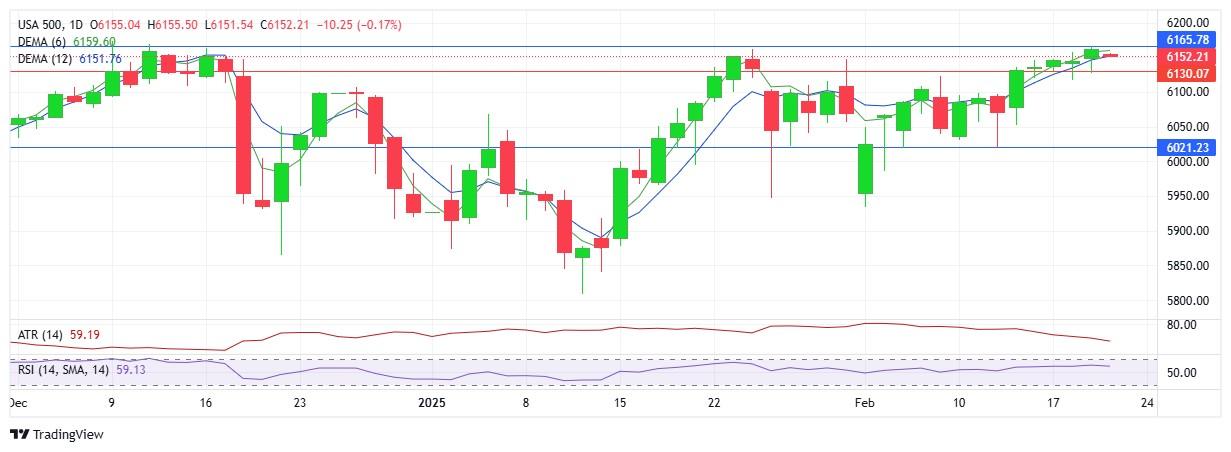 USA 500, 1D O6155.04 H6155.50 L6151.54 C6152.21 −10.25 (−0.17%)
DEMA (6) 6159.60
DEMA (12) 6151.76
6200.00
6165.78
6152.21
6130.07
6100.00
6050.00
6021.23
6000.00
5950.00
5900.00
5850.00
5800.00
ATR (14) 59.19
80.00
RSI (14, SMA, 14) 59.13
50.00
Dec 9 16 23 2025 8 15 22 Feb 10 17 24
TradingView